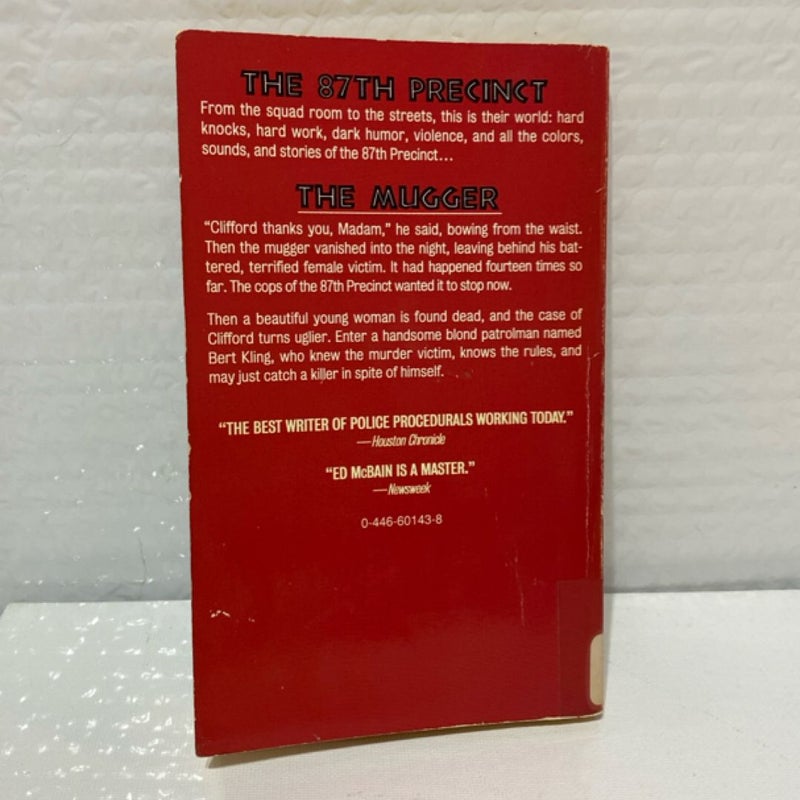 THE 87TH PRECINCT
From the squad room to the streets, this is their world: hard
knocks, hard work, dark humor, violence, and all the colors,
sounds, and stories of the 87th Precinct...
THE MUGGER
“Clifford thanks you, Madam,” he said, bowing from the waist.
Then the mugger vanished into the night, leaving behind his bat-
tered, terrified female victim. It had happened fourteen times so
far. The cops of the 87th Precinct wanted it to stop now.
Then a beautiful young woman is found dead, and the case of
Clifford turns uglier. Enter a handsome blond patrolman named
Bert Kling, who knew the murder victim, knows the rules, and
may just catch a killer in spite of himself.
“THE BEST WRITER OF POLICE PROCEDURALS WORKING TODAY.”
—Houston Chronicle
“ED McBAIN IS A MASTER.”
—Newsweek
0-446-60143-8